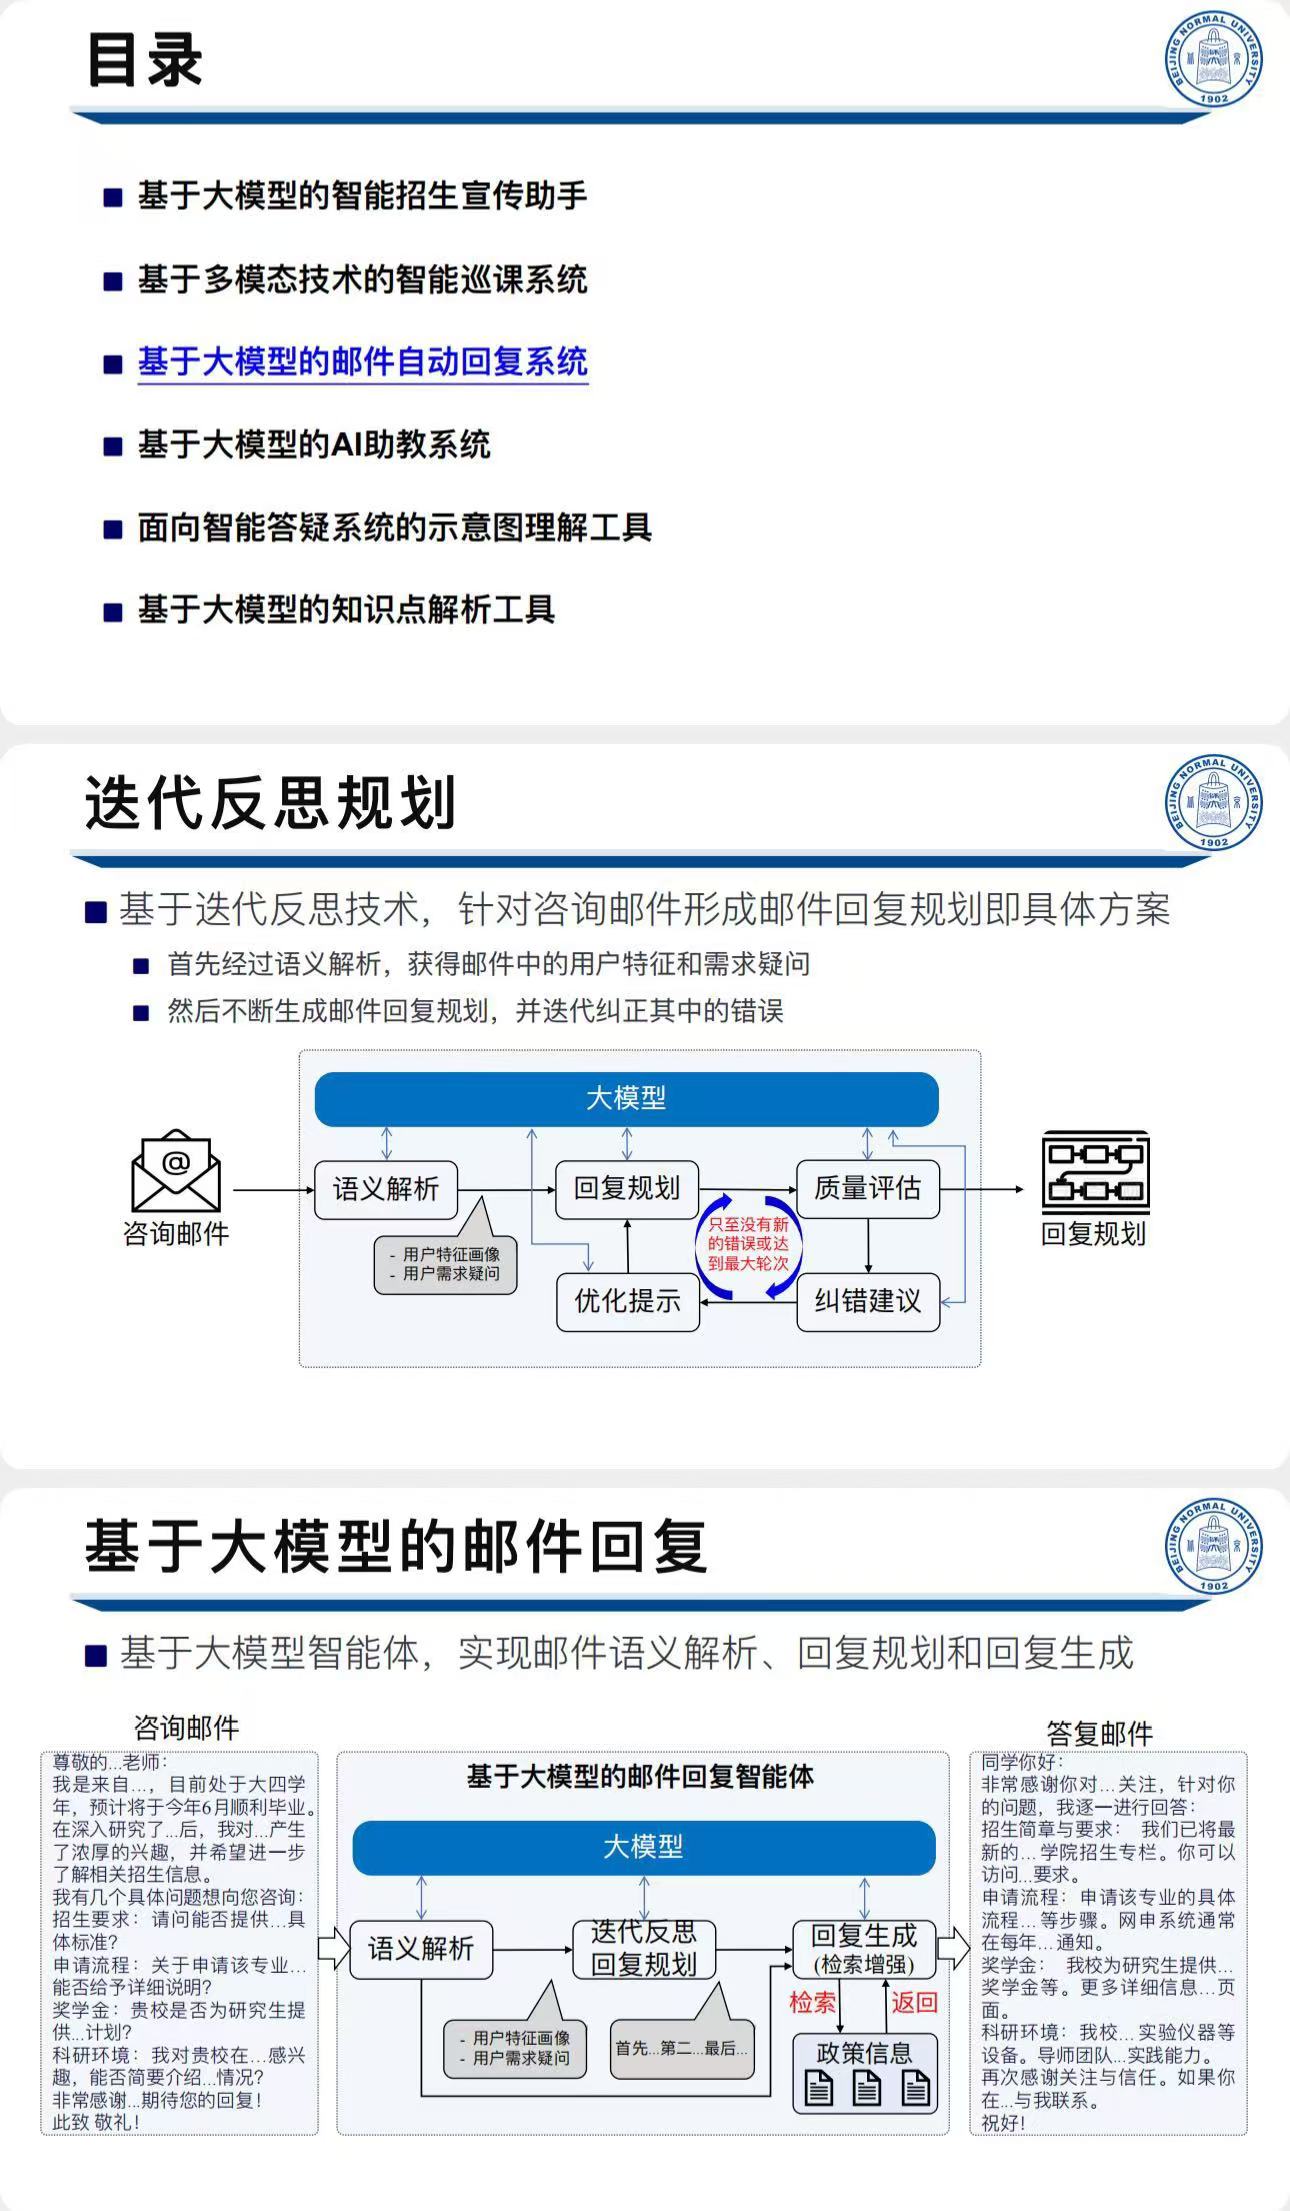 目录
BEIJING NORMAL UNIVERSITY
1902
基于大模型的智能招生宣传助手
基于多模态技术的智能巡课系统
基于大模型的邮件自动回复系统
基于大模型的AI助教系统
面向智能答疑系统的示意图理解工具
基于大模型的知识点解析工具
迭代反思规划
BEIJING NORMAL UNIVERSITY
1902
基于迭代反思技术，针对咨询邮件形成邮件回复规划即具体方案
首先经过语义解析，获得邮件中的用户特征和需求疑问
然后不断生成邮件回复规划，并迭代纠正其中的错误
大模型
@
咨询邮件
语义解析
- 用户特征画像
- 用户需求疑问
回复规划
质量评估
只至没有新
的错误或达
到最大轮次
优化提示
纠错建议
回复规划
基于大模型的邮件回复
BEIJING NORMAL UNIVERSITY
1902
基于大模型智能体，实现邮件语义解析、回复规划和回复生成
咨询邮件
尊敬的...老师：
我是来自...，目前处于大四学
年，预计将于今年6月顺利毕业。
在深入研究了...后，我对...产生
了浓厚的兴趣，并希望进一步
了解相关招生信息。
我有几个具体问题想向您咨询：
招生要求：请问能否提供...具
体标准？
申请流程：关于申请该专业...
能否给予详细说明？
奖学金：贵校是否为研究生提
供...计划？
科研环境：我对贵校在...感兴
趣，能否简要介绍...情况？
非常感谢...期待您的回复！
此致 敬礼！
基于大模型的邮件回复智能体
大模型
语义解析
迭代反思
回复规划
回复生成
(检索增强)
- 用户特征画像
- 用户需求疑问
首先...第二...最后...
检索
返回
政策信息
答复邮件
同学你好：
非常感谢你对...关注，针对你
的问题，我逐一进行回答：
招生简章与要求： 我们已将最
新的...学院招生专栏。你可以
访问...要求。
申请流程：申请该专业的具体
流程...等步骤。网申系统通常
在每年...通知。
奖学金： 我校为研究生提供...
奖学金等。更多详细信息...页
面。
科研环境：我校...实验仪器等
设备。导师团队...实践能力。
再次感谢关注与信任。如果你
在...与我联系。
祝好！